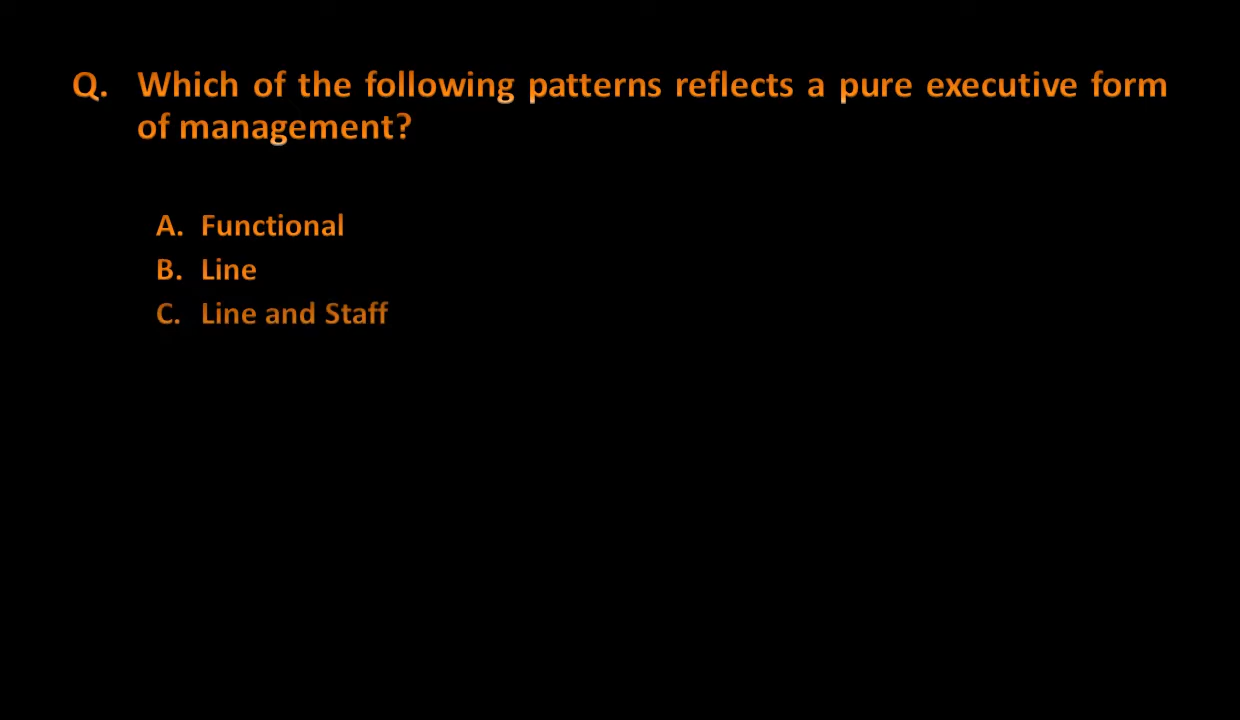 Q. Which of the following patterns reflects a pure executive form
of management?
A. Functional
B. Line
C. Line and Staff